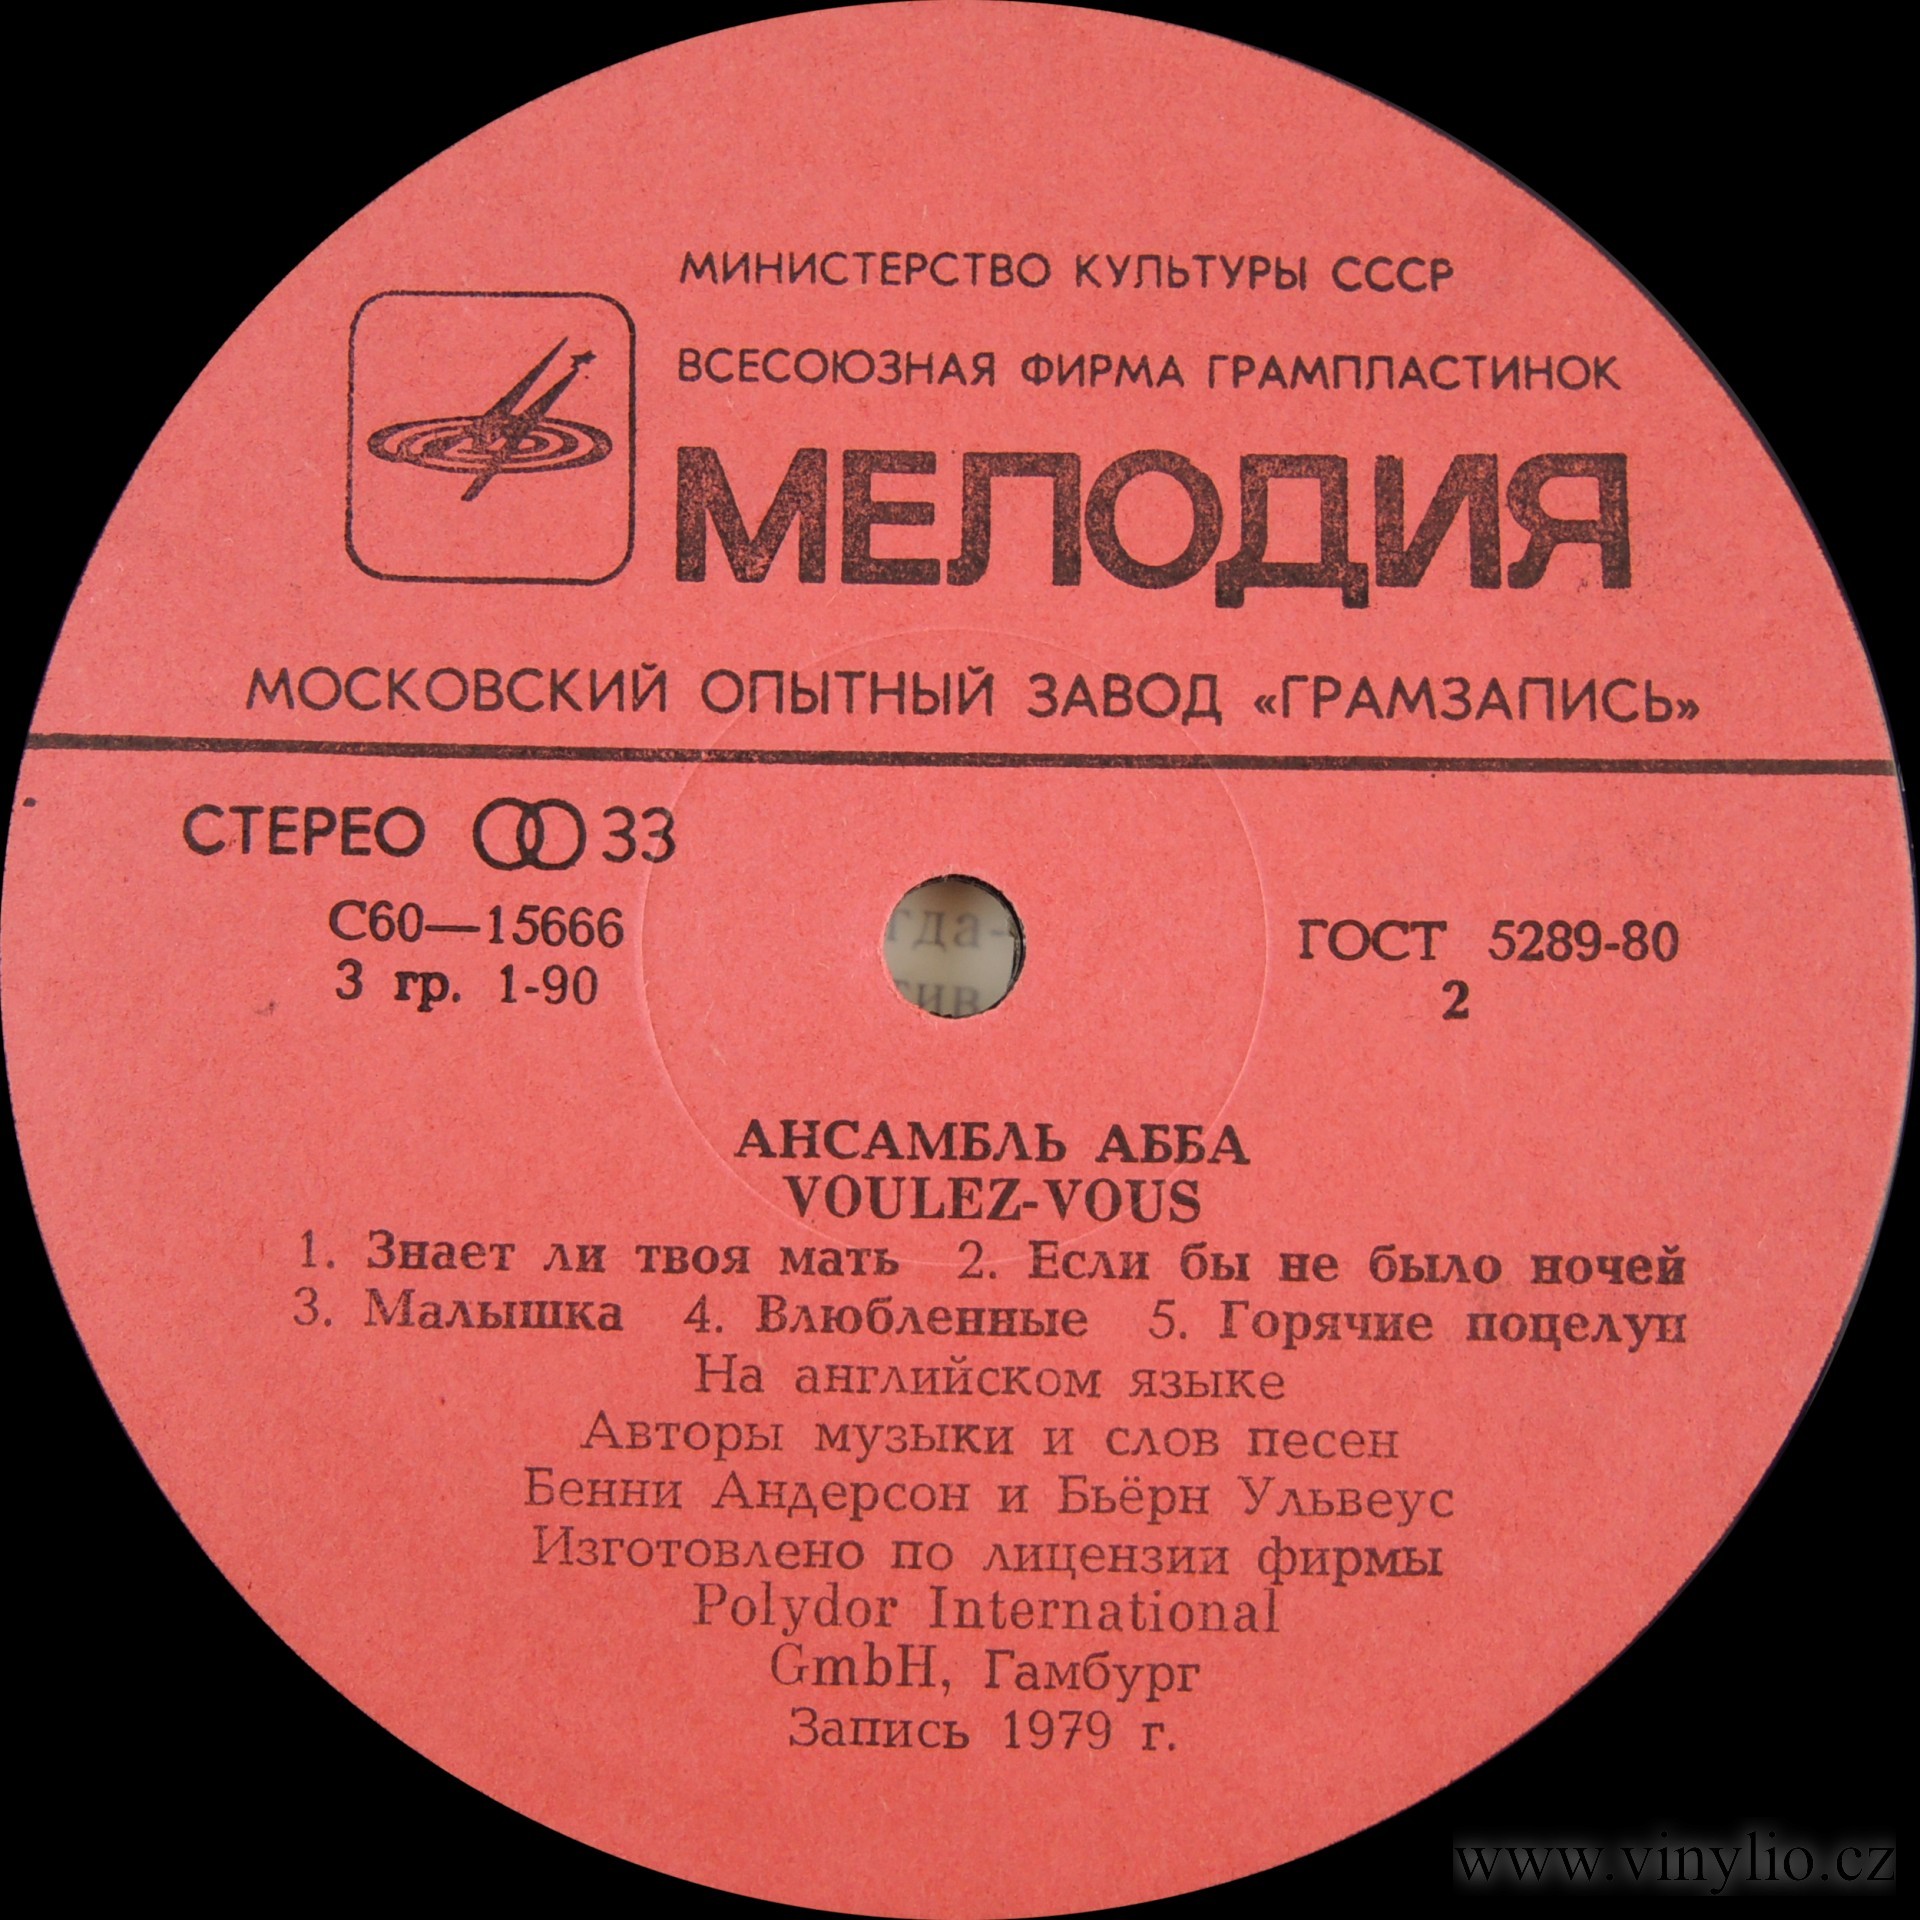 МИНИСТЕРСТВО КУЛЬТУРЫ СССР
ВСЕСОЮЗНАЯ ФИРМА ГРАМПЛАСТИНОК
МЕЛОДИЯ
МОСКОВСКИЙ ОПЫТНЫЙ ЗАВОД «ГРАМЗАПИСЬ»
СТЕРЕО 33
С60—15666
3 гр. 1-90
ГОСТ 5289-80
2
АНСАМБЛЬ АББА
VOULEZ-VOUS
1. Знает ли твоя мать 2. Если бы не было ночей
3. Малышка 4. Влюбленные 5. Горячие поцелуи
На английском языке
Авторы музыки и слов песен
Бенни Андерсон и Бьёрн Ульвеус
Изготовлено по лицензии фирмы
Polydor International
GmbH, Гамбург
Запись 1979 г.
www.vinylio.cz